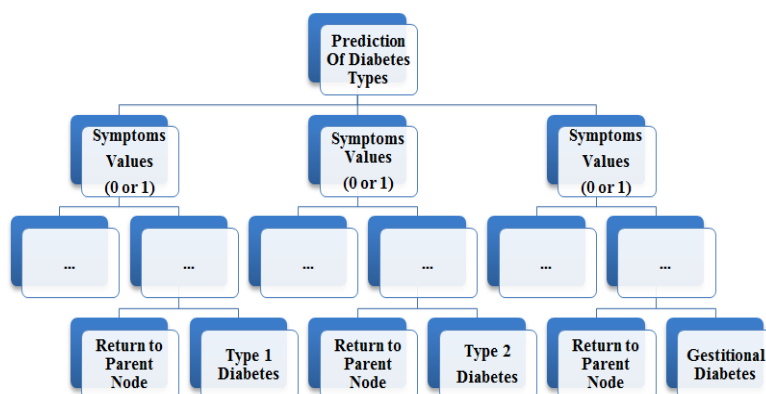 Prediction
Of Diabetes
Types
Symptoms
Values
(0 or 1)
Symptoms
Values
(0 or 1)
Symptoms
Values
(0 or 1)
...
...
...
...
...
...
Return to
Parent
Node
Type 1
Diabetes
Return to
Parent
Node
Type 2
Diabetes
Return to
Parent
Node
Gestitional
Diabetes